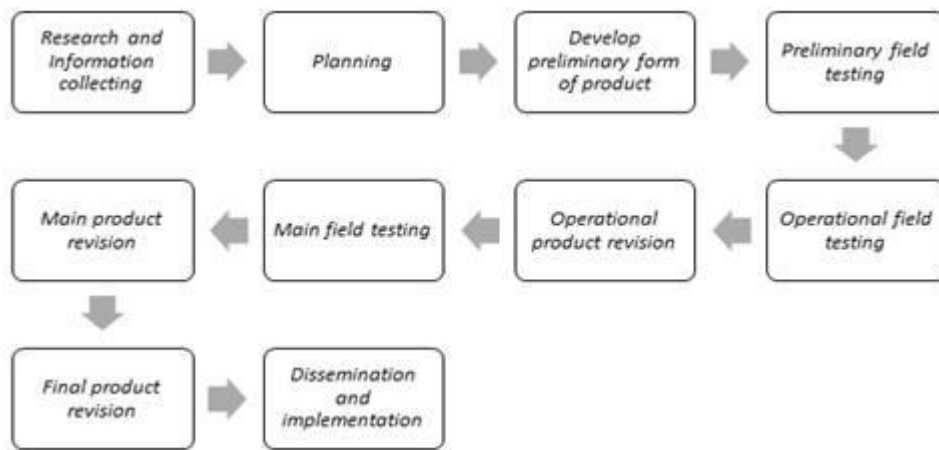 Research and
Information
collecting
Planning
Develop
preliminary form
of product
Preliminary field
testing
Operational field
testing
Operational
product revision
Main field testing
Main product
revision
Final product
revision
Dissemination
and
implementation